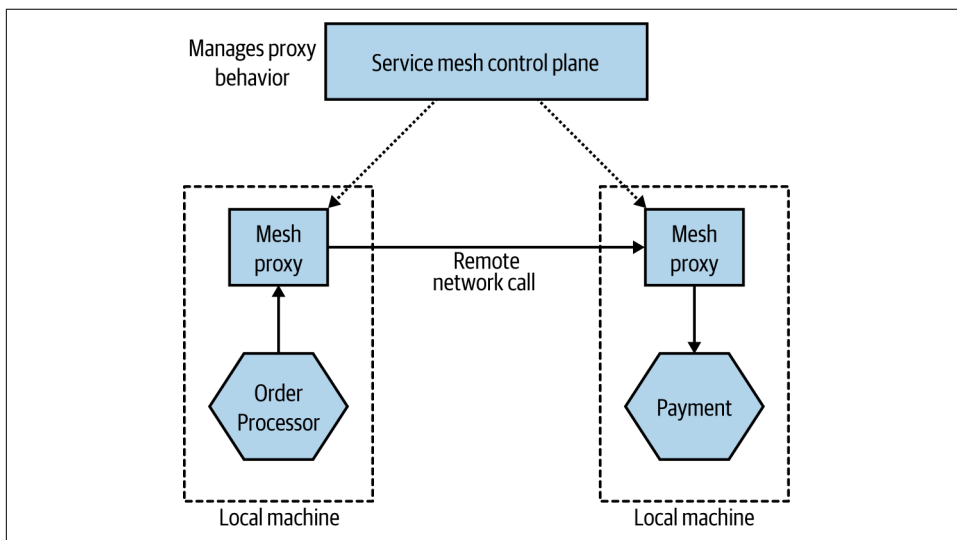 Manages proxy
behavior
Service mesh control plane
Mesh
proxy
Remote
network call
Mesh
proxy
Order
Processor
Payment
Local machine
Local machine